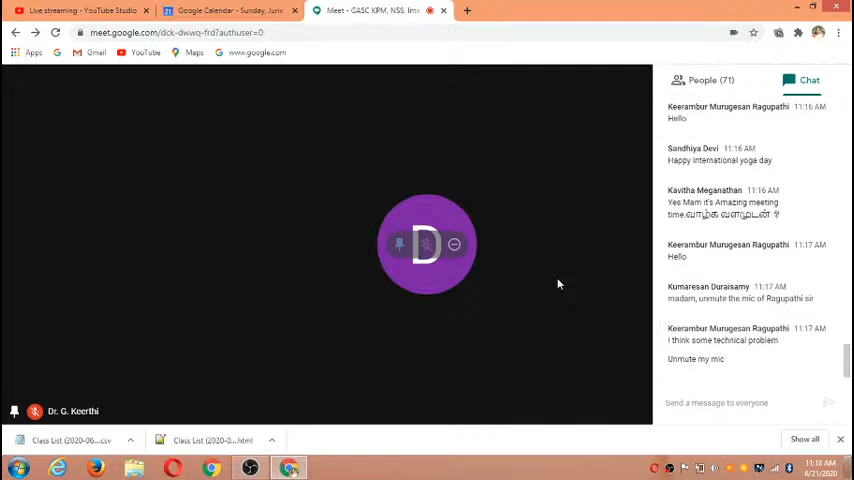 Live streaming - YouTube Studio
Google Calendar - Sunday, June
Meet - GASC KPM, NSS, Inte
meet.google.com/dck-dwwq-frd?authuser=0
Apps
Gmail
YouTube
Maps
www.google.com
People (71)
Chat
Keerambur Murugesan Ragupathi 11:16 AM
Hello
Sandhiya Devi 11:16 AM
Happy international yoga day
Kavitha Meganathan 11:16 AM
Yes Mam it's Amazing meeting
time.வாழ்க வளமுடன்
Keerambur Murugesan Ragupathi 11:17 AM
Hello
Kumaresan Duraisamy 11:17 AM
madam, unmute the mic of Ragupathi sir
Keerambur Murugesan Ragupathi 11:17 AM
I think some technical problem
Unmute my mic
D
Dr. G. Keerthi
Send a message to everyone
Class List (2020-06....csv
Class List (2020-0....html
Show all
11:18 AM
6/21/2020